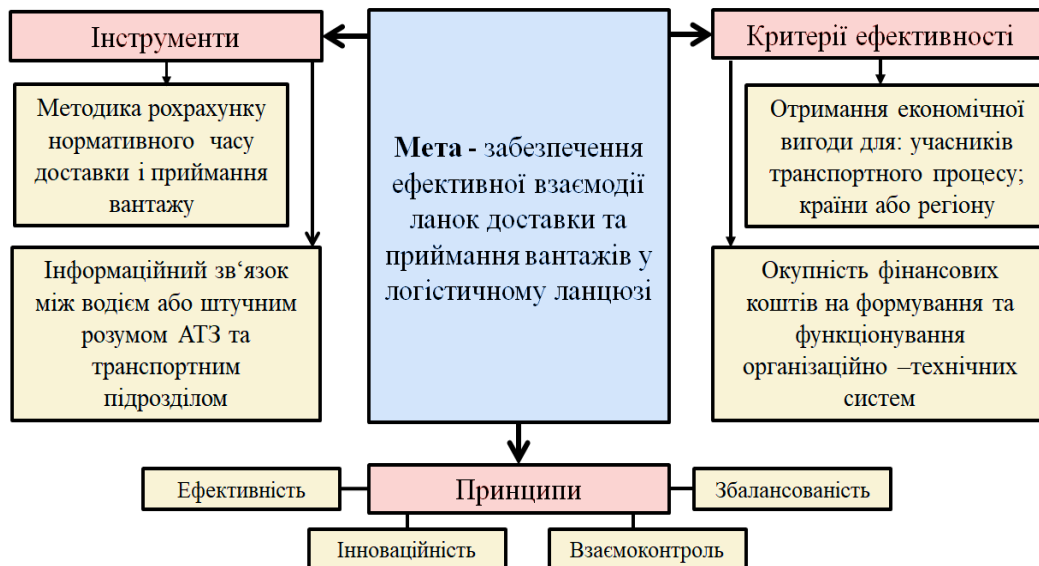 Інструменти
Методика рохрахунку
нормативного часу
доставки і приймання
вантажу
Інформаційний зв‘язок
між водієм або штучним
розумом АТЗ та
транспортним
підрозділом
Мета - забезпечення
ефективної взаємодії
ланок доставки та
приймання вантажів у
логістичному ланцюзі
Критерії ефективності
Отримання економічної
вигоди для: учасників
транспортного процесу;
країни або регіону
Окупність фінансових
коштів на формування та
функціонування
організаційно –технічних
систем
Принципи
Ефективність
Збалансованість
Інноваційність
Взаємоконтроль